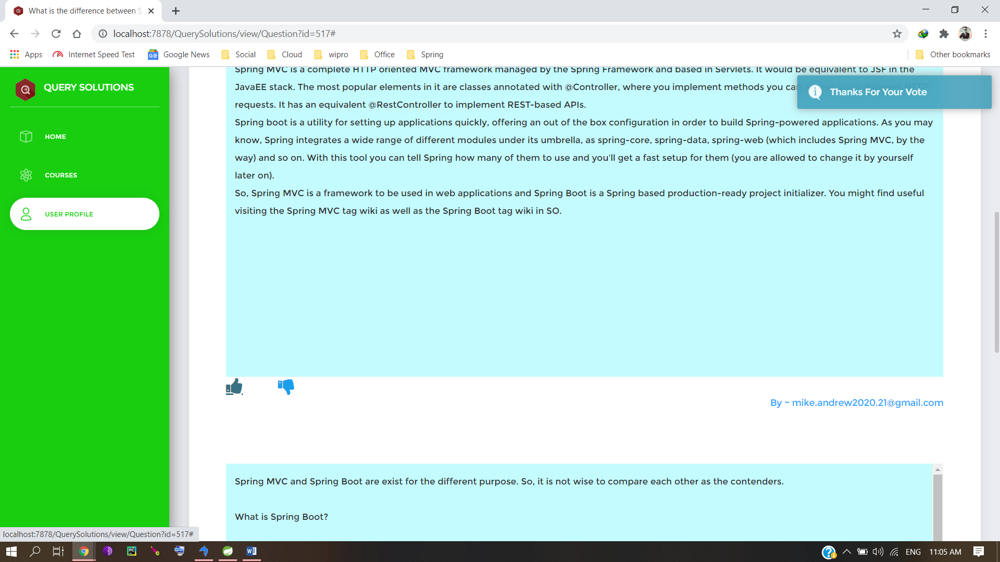 What is the difference between S
localhost:7878/QuerySolutions/view/Question?id=517#
Apps
Internet Speed Test
Google News
Social
Cloud
wipro
Office
Spring
Other bookmarks
QUERY SOLUTIONS
HOME
COURSES
USER PROFILE
Spring MVC is a complete HTTP oriented MVC framework managed by the Spring Framework and based in Servlets. It would be equivalent to JSF in the
JavaEE stack. The most popular elements in it are classes annotated with @Controller, where you implement methods you can
requests. It has an equivalent @RestController to implement REST-based APIs.
Thanks For Your Vote
Spring boot is a utility for setting up applications quickly, offering an out of the box configuration in order to build Spring-powered applications. As you may
know, Spring integrates a wide range of different modules under its umbrella, as spring-core, spring-data, spring-web (which includes Spring MVC, by the
way) and so on. With this tool you can tell Spring how many of them to use and you'll get a fast setup for them (you are allowed to change it by yourself
later on).
So, Spring MVC is a framework to be used in web applications and Spring Boot is a Spring based production-ready project initializer. You might find useful
visiting the Spring MVC tag wiki as well as the Spring Boot tag wiki in SO.
By ~ mike.andrew2020.21@gmail.com
Spring MVC and Spring Boot are exist for the different purpose. So, it is not wise to compare each other as the contenders.
What is Spring Boot?
localhost:7878/QuerySolutions/view/Question?id=517#
ENG
11:05 AM